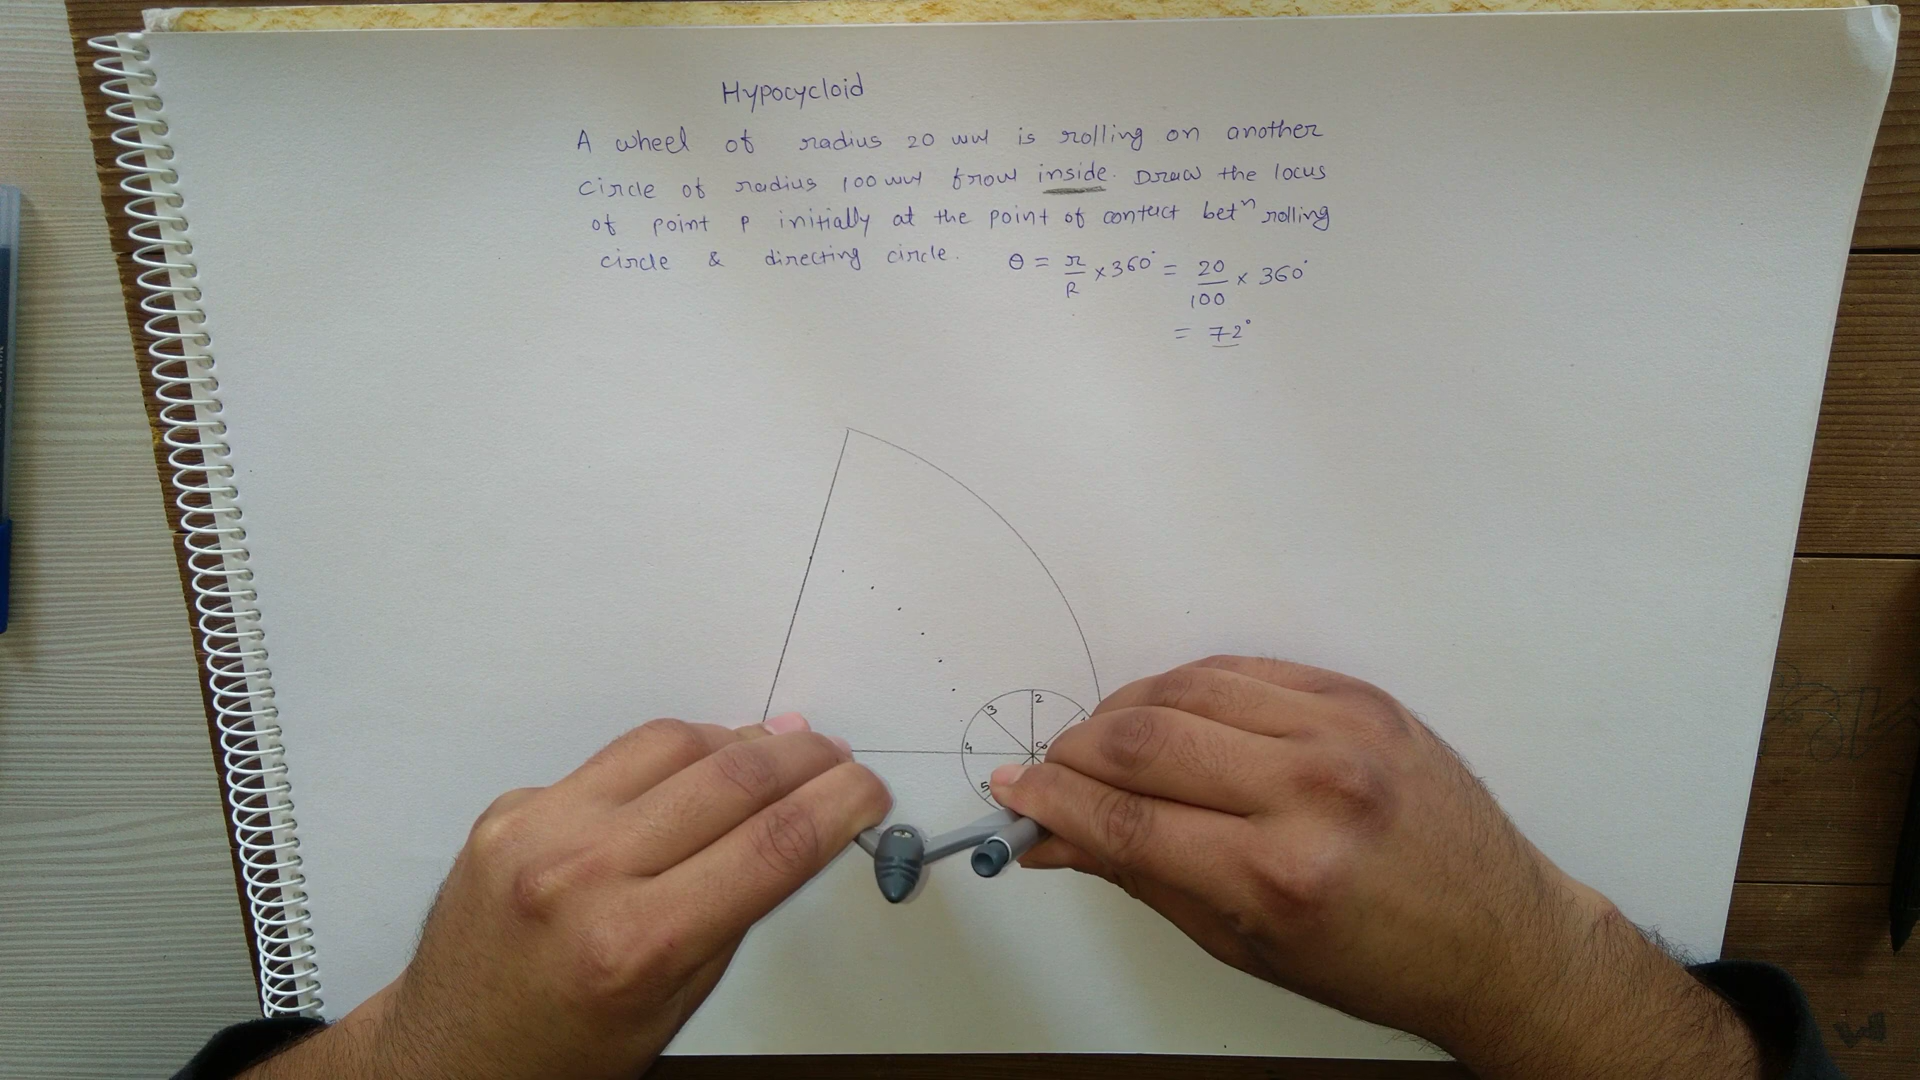 Hypocycloid
A wheel of radius 20 mm is rolling on another
circle of radius 100 mm from inside. Draw the locus
of point P initially at the point of contact betⁿ rolling
circle & directing circle. θ = r/R × 360° = 20/100 × 360°
= 72°
2
3
1
4
5